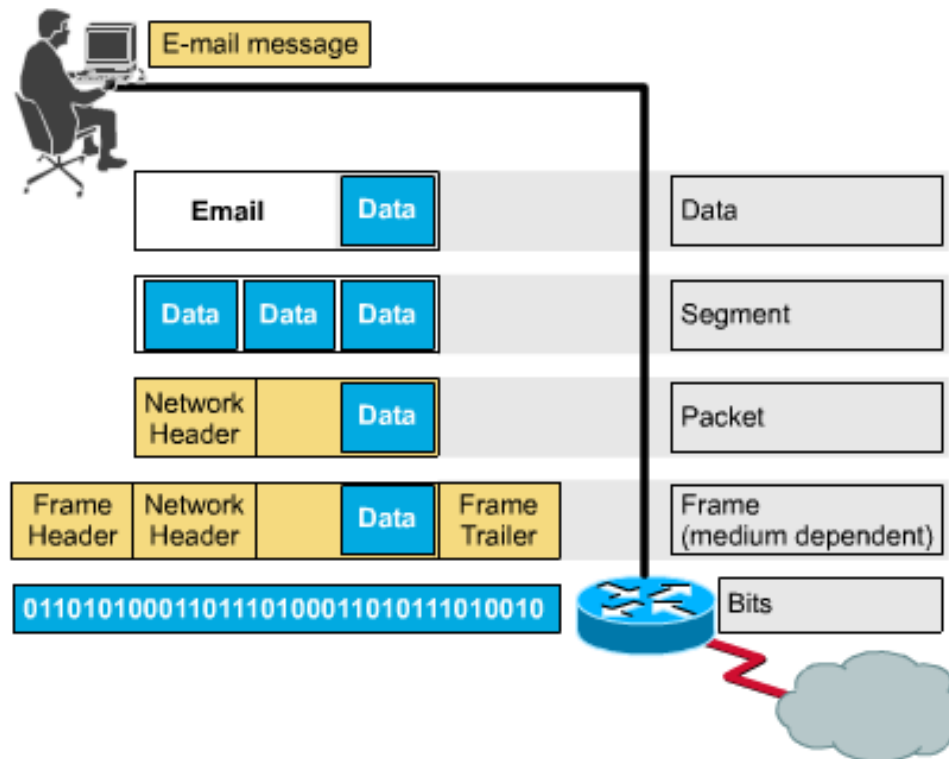 E-mail message
Email
Data
Data
Data
Data
Data
Segment
Network
Header
Data
Packet
Frame
Header
Network
Header
Data
Frame
Trailer
Frame
(medium dependent)
0110101000110111010001101011101001​0
Bits